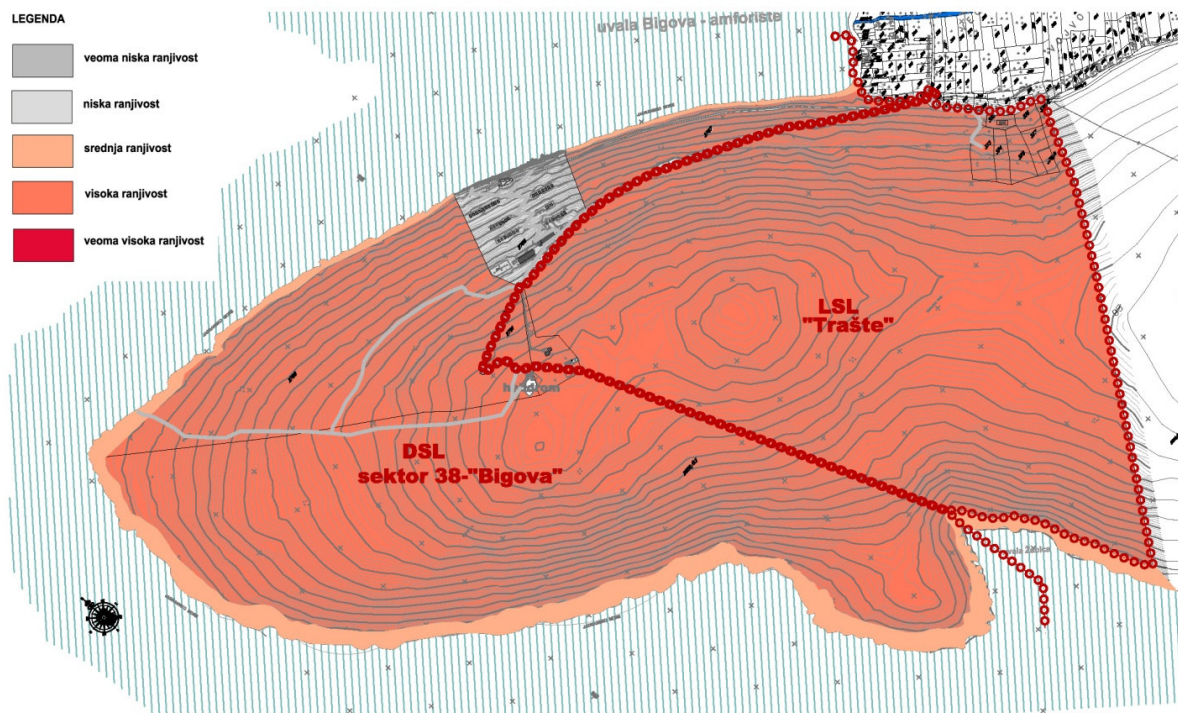 LEGENDA
veoma niska ranjivost
niska ranjivost
srednja ranjivost
visoka ranjivost
veoma visoka ranjivost
uvala Bigova - amforište
LSL
"Trašte"
DSL
sektor 38-"Bigova"